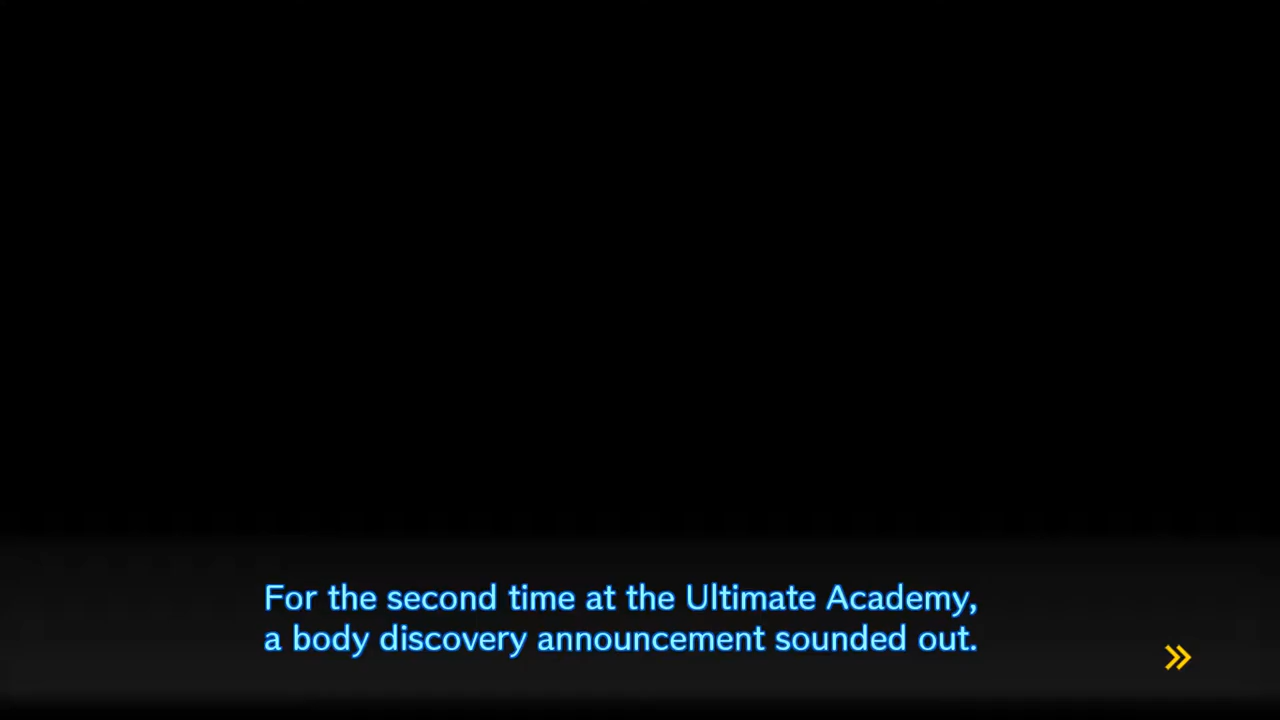 For the second time at the Ultimate Academy,
a body discovery announcement sounded out.